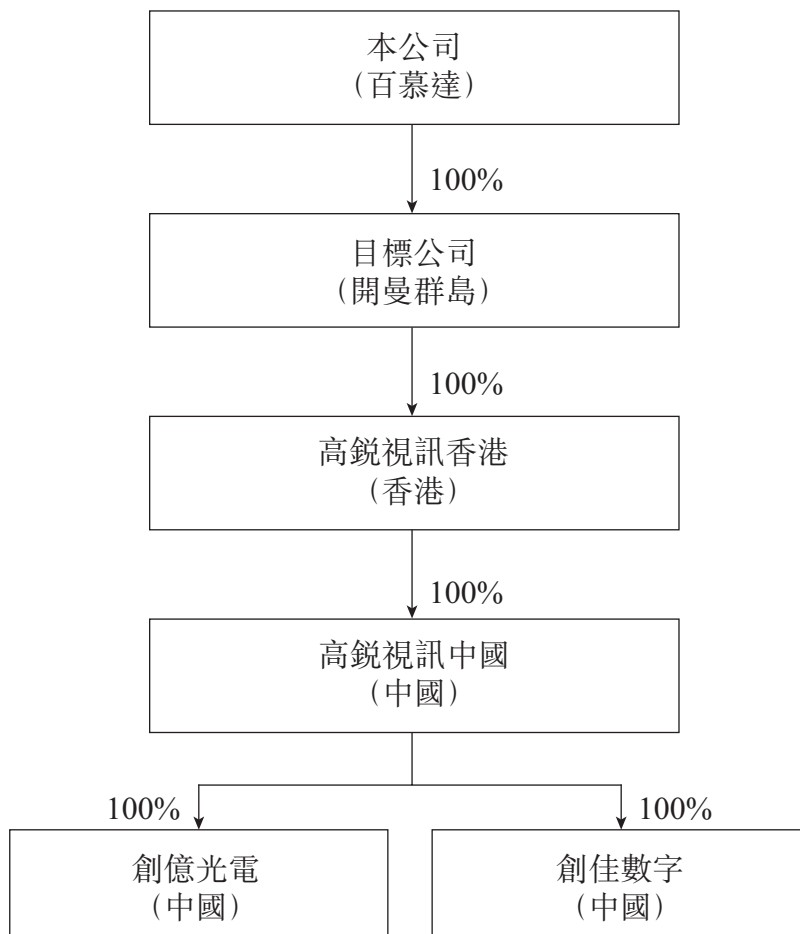 本公司
（百慕達）
100%
目標公司
（開曼群島）
100%
高鋭視訊香港
（香港）
100%
高鋭視訊中國
（中國）
100%
100%
創億光電
（中國）
創佳數字
（中國）